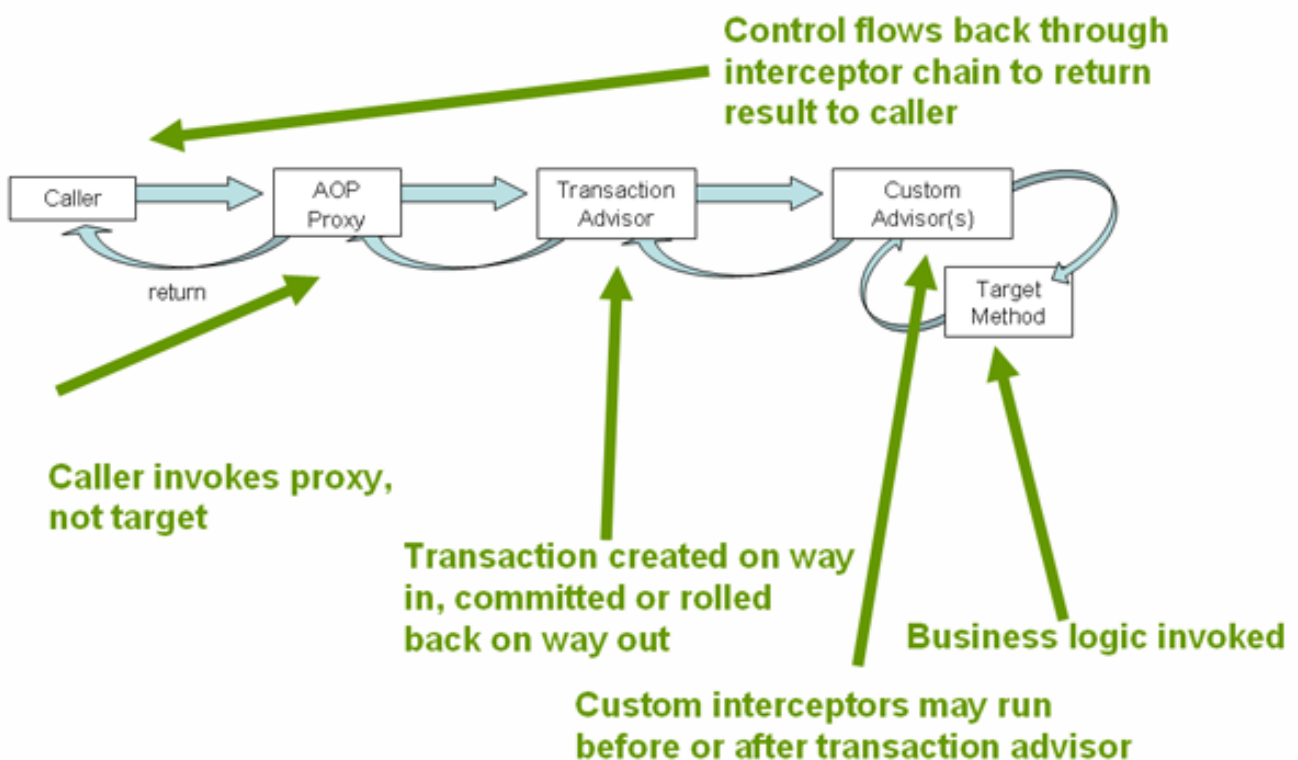 Control flows back through
interceptor chain to return
result to caller
Caller
AOP
Proxy
Transaction
Advisor
Custom
Advisor(s)
return
Target
Method
Caller invokes proxy,
not target
Transaction created on way
in, committed or rolled
back on way out
Business logic invoked
Custom interceptors may run
before or after transaction advisor